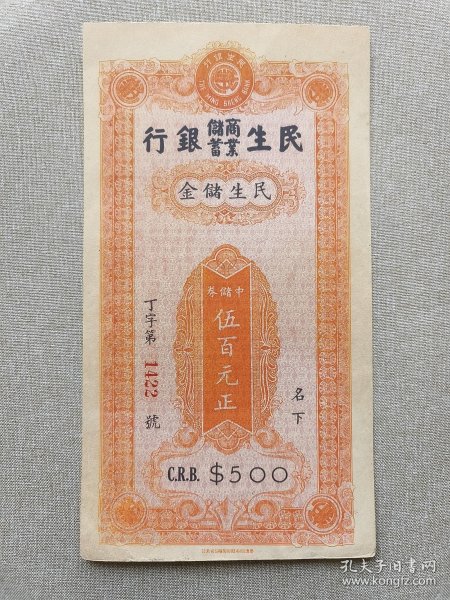 行銀儲蓄商業生民
金儲生民
券儲中
伍百元正
丁字第 1422 號
名下
C.R.B. $500
孔夫子旧书网
www.kongfz.com